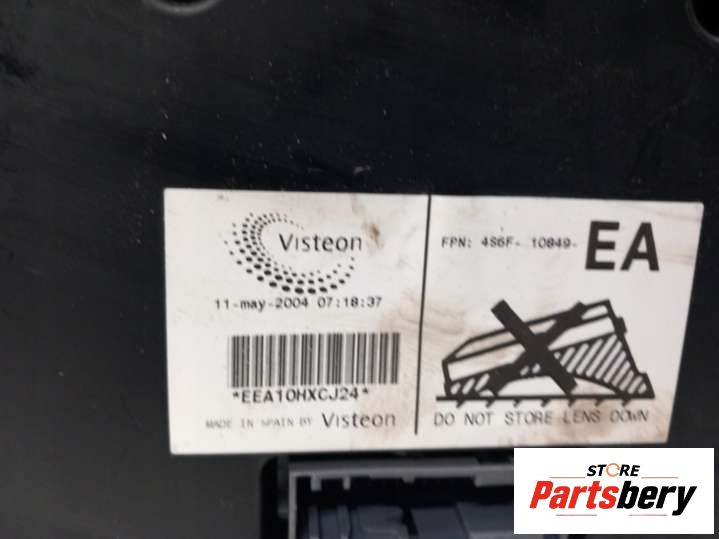 Visteon
11-may-2004 07:18:37
*EEA10HXCJ24*
MADE IN SPAIN BY Visteon
FPN: 4S6F- 10849- EA
DO NOT STORE LENS DOWN
STORE
Partsbery